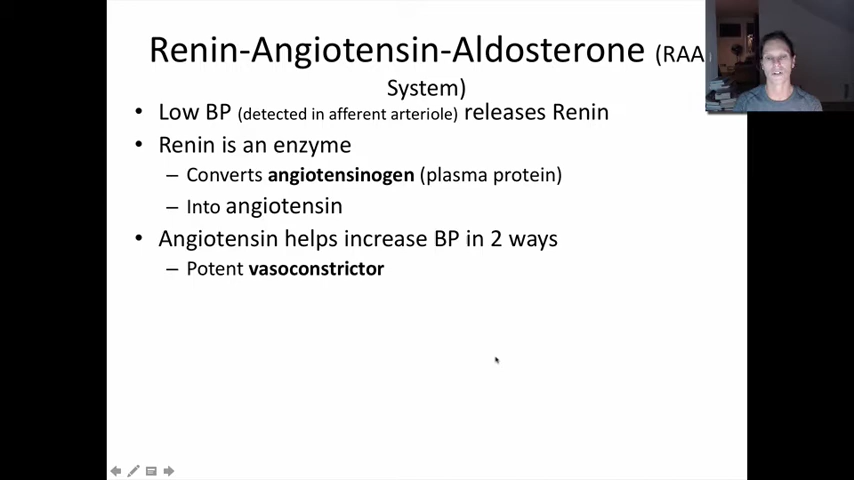 Renin-Angiotensin-Aldosterone (RAA
System)
• Low BP (detected in afferent arteriole) releases Renin
• Renin is an enzyme
– Converts angiotensinogen (plasma protein)
– Into angiotensin
• Angiotensin helps increase BP in 2 ways
– Potent vasoconstrictor